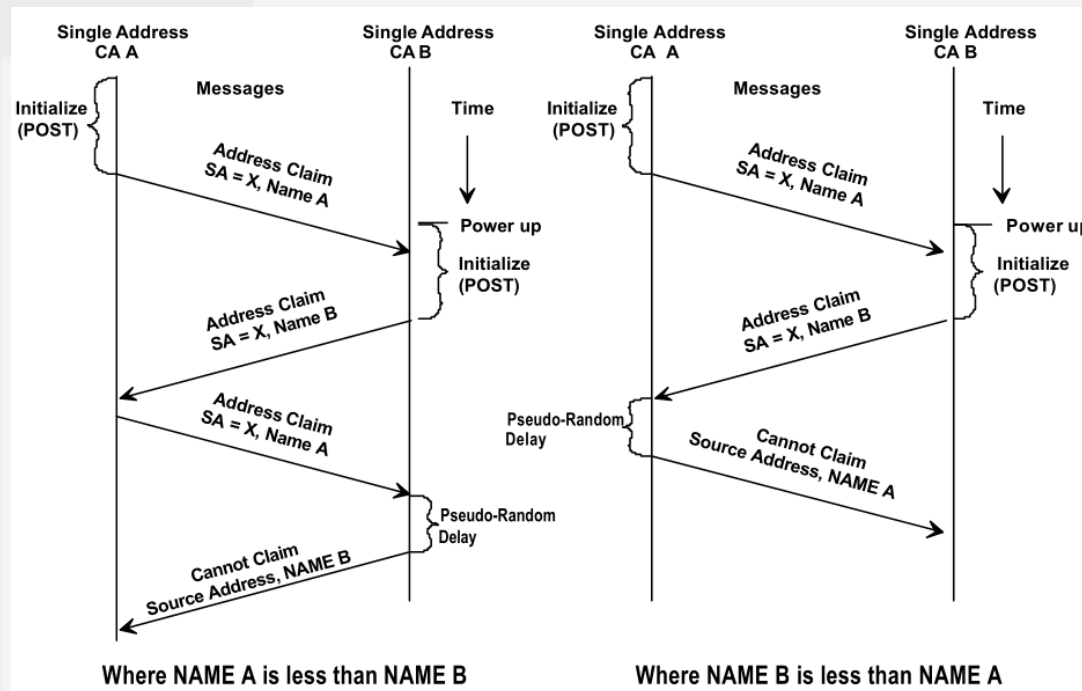 Single Address
CA A
Single Address
CA B
Initialize
(POST)
Messages
Time
Address Claim
SA = X, Name A
Power up
Initialize
(POST)
Address Claim
SA = X, Name B
Address Claim
SA = X, Name A
Pseudo-Random
Delay
Cannot Claim
Source Address, NAME B
Where NAME A is less than NAME B
Single Address
CA A
Single Address
CA B
Initialize
(POST)
Messages
Time
Address Claim
SA = X, Name A
Power up
Initialize
(POST)
Address Claim
SA = X, Name B
Pseudo-Random
Delay
Cannot Claim
Source Address, NAME A
Where NAME B is less than NAME A